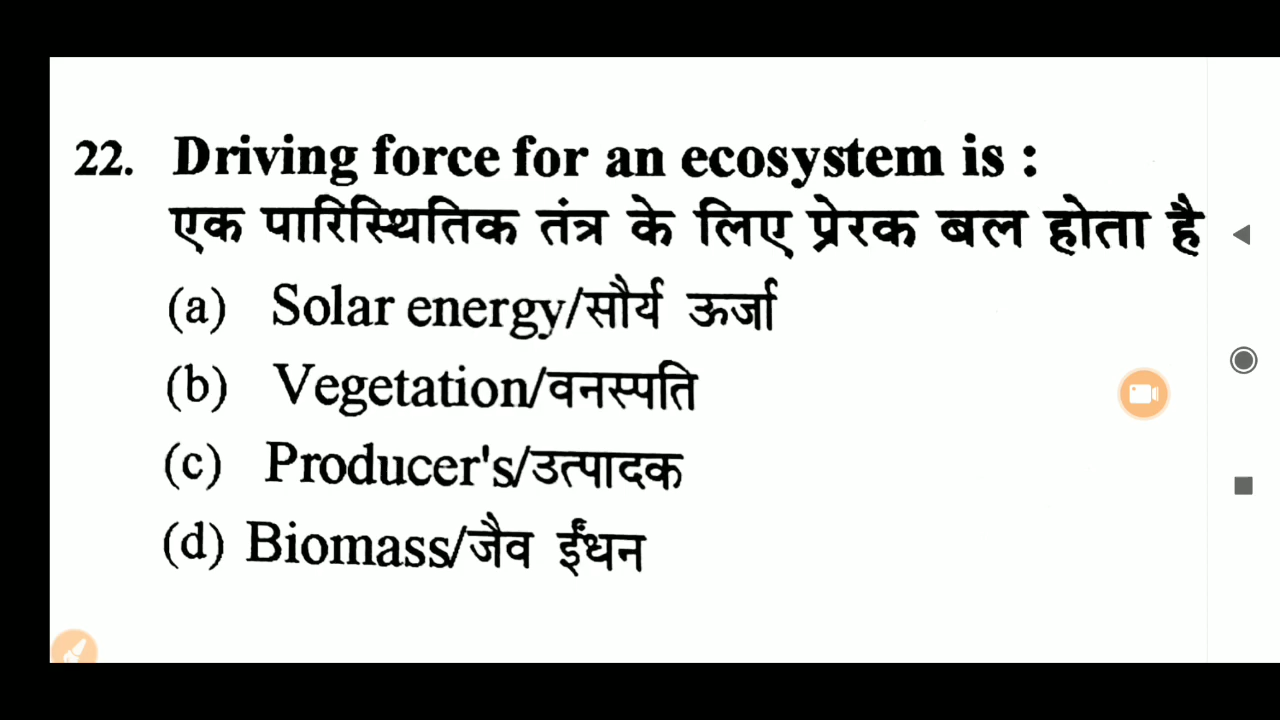 22. Driving force for an ecosystem is :
एक पारिस्थितिक तंत्र के लिए प्रेरक बल होता है
(a) Solar energy/सौर्य ऊर्जा
(b) Vegetation/वनस्पति
(c) Producer's/उत्पादक
(d) Biomass/जैव ईंधन